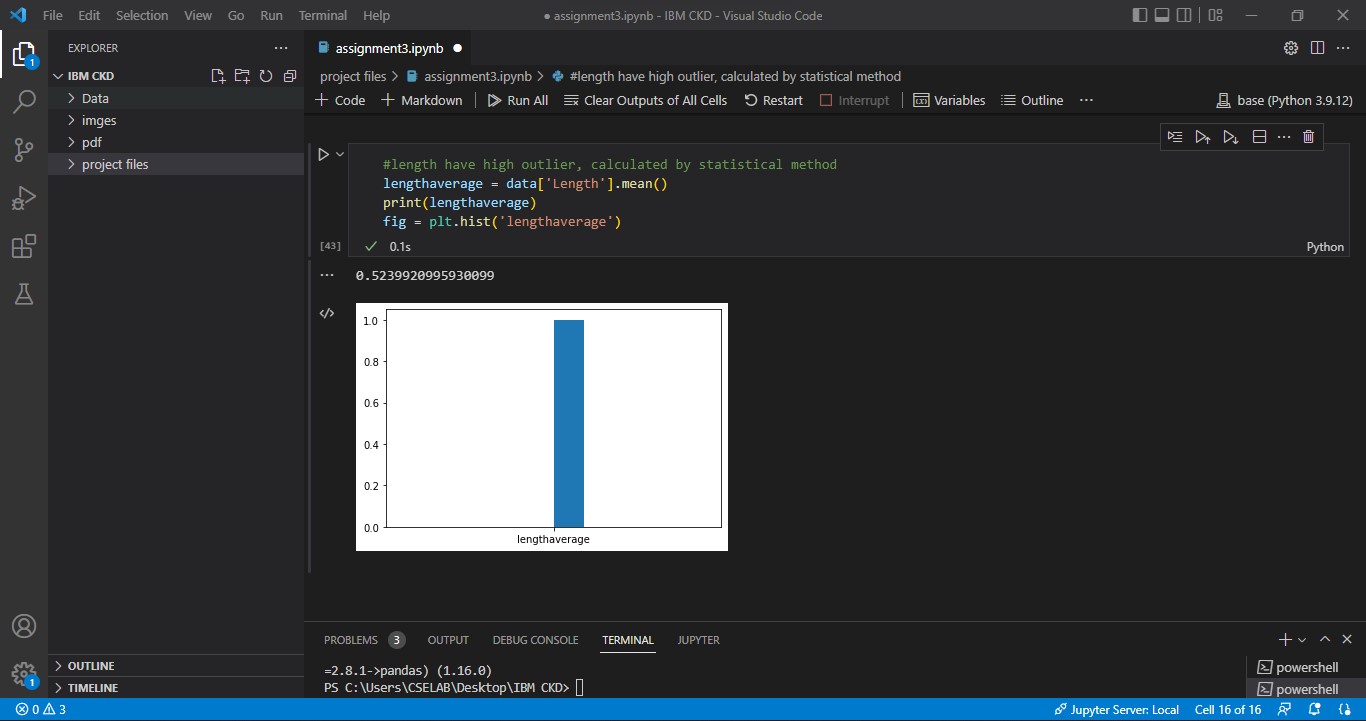 File Edit Selection View Go Run Terminal Help
● assignment3.ipynb - IBM CKD - Visual Studio Code
EXPLORER
IBM CKD
Data
imges
pdf
project files
OUTLINE
TIMELINE
assignment3.ipynb
project files > assignment3.ipynb > #length have high outlier, calculated by statistical method
+ Code + Markdown Run All Clear Outputs of All Cells Restart Interrupt Variables Outline ... base (Python 3.9.12)
#length have high outlier, calculated by statistical method
lengthaverage = data['Length'].mean()
print(lengthaverage)
fig = plt.hist('lengthaverage')
[43] ✓ 0.1s Python
0.5239920995930099
1.0
0.8
0.6
0.4
0.2
0.0
lengthaverage
PROBLEMS 3 OUTPUT DEBUG CONSOLE TERMINAL JUPYTER
=2.8.1->pandas) (1.16.0)
PS C:\Users\CSELAB\Desktop\IBM CKD>
powershell
powershell
1
1
0 3 Jupyter Server: Local Cell 16 of 16